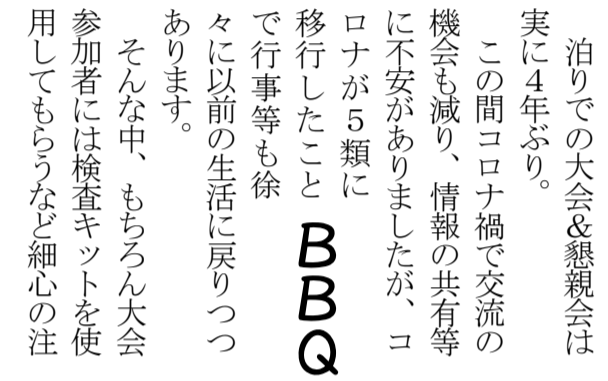 泊りでの大会&懇親会は
実に４年ぶり。
　この間コロナ禍で交流の
機会も減り、情報の共有等
に不安がありましたが、コ
ロナが５類に
移行したこと
で行事等も徐
々に以前の生活に戻りつつ
あります。
　そんな中、もちろん大会
参加者には検査キットを使
用してもらうなど細心の注
BBQ